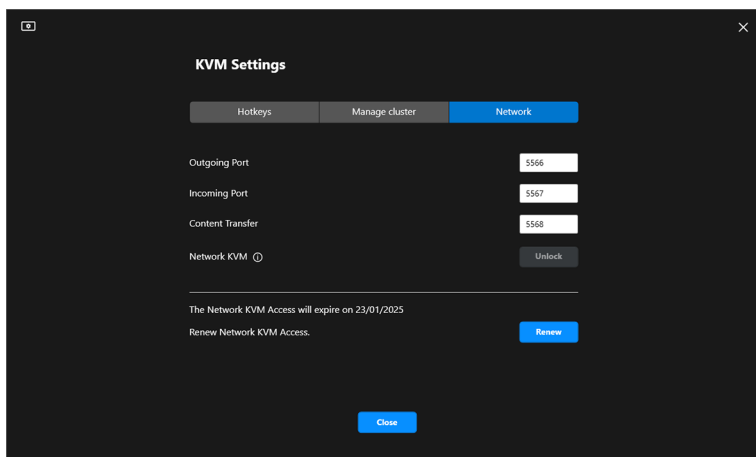 KVM Settings
Hotkeys
Manage cluster
Network
Outgoing Port
5566
Incoming Port
5567
Content Transfer
5568
Network KVM
Unlock
The Network KVM Access will expire on 23/01/2025
Renew Network KVM Access.
Renew
Close